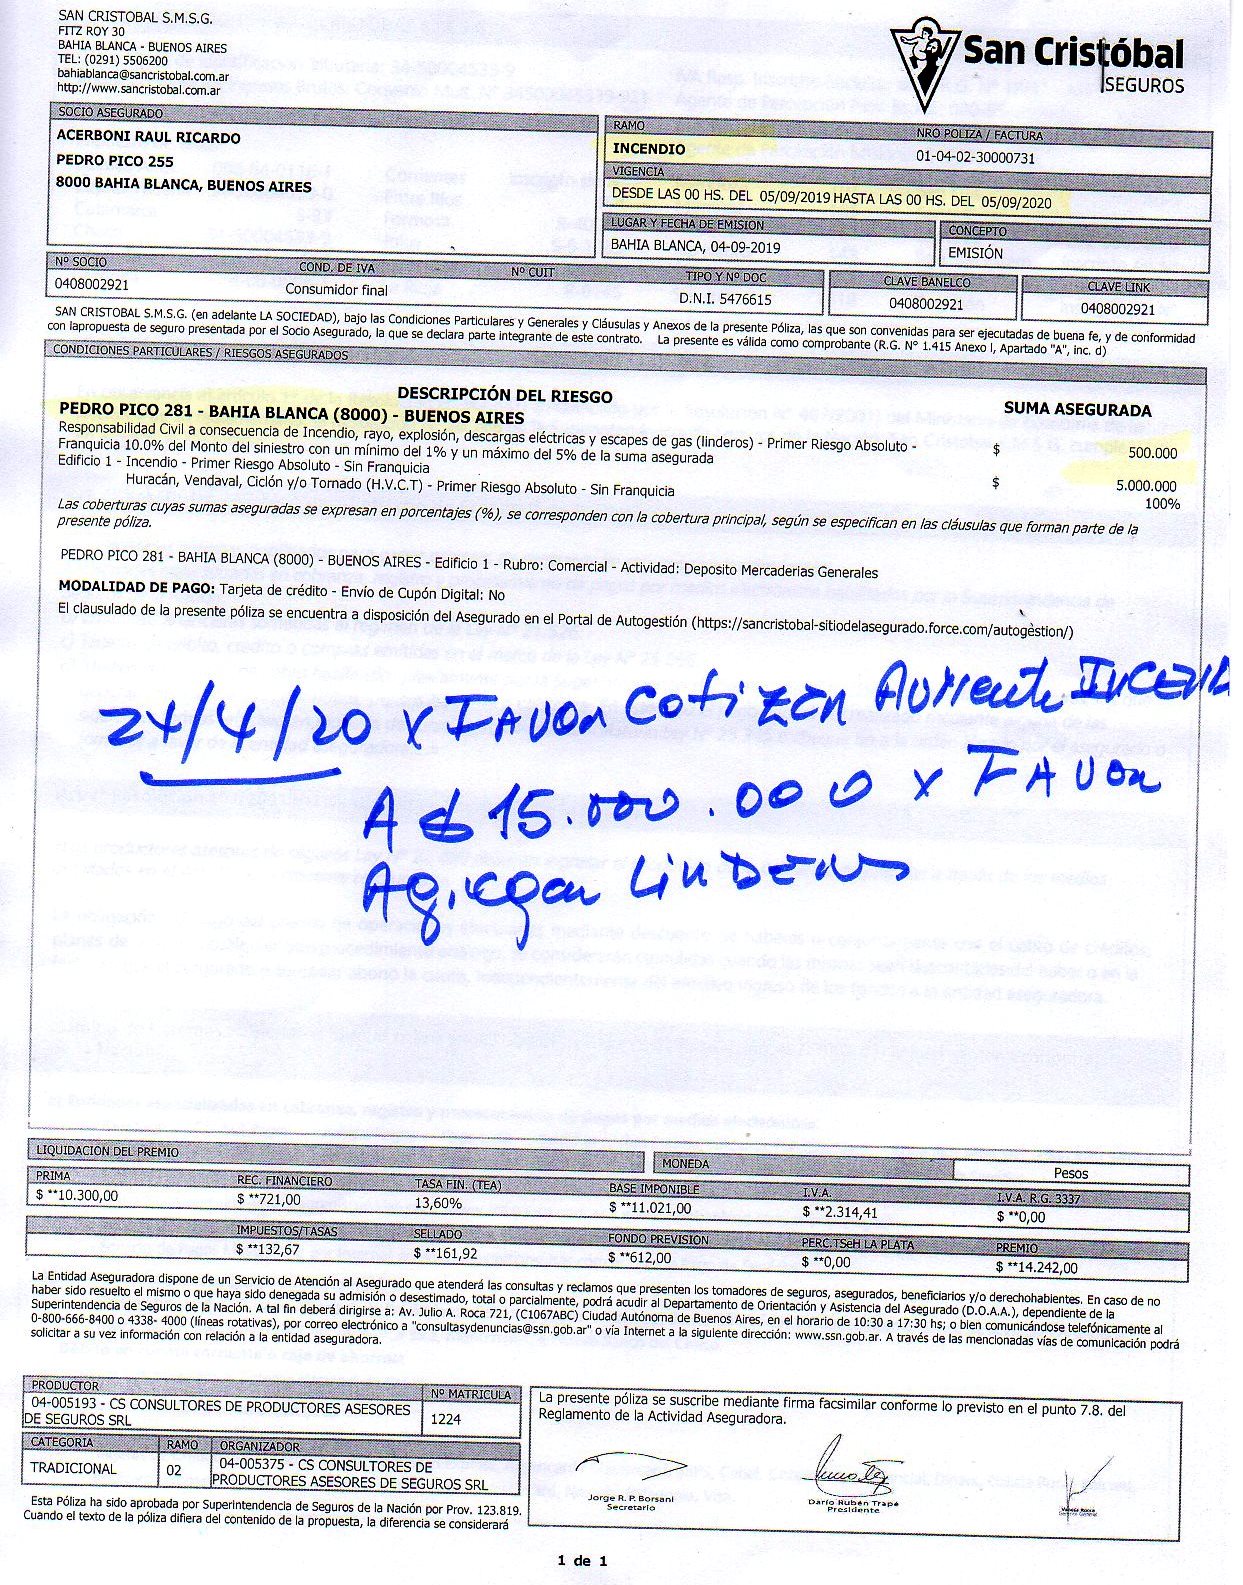 SAN CRISTOBAL S.M.S.G.
FITZ ROY 30
BAHIA BLANCA - BUENOS AIRES
TEL: (0291) 5506200
bahiablanca@sancristobal.com.ar
http://www.sancristobal.com.ar
San Cristóbal
SEGUROS
SOCIO ASEGURADO
ACERBONI RAUL RICARDO
PEDRO PICO 255
8000 BAHIA BLANCA, BUENOS AIRES
RAMO NRO POLIZA / FACTURA
INCENDIO 01-04-02-30000731
VIGENCIA
DESDE LAS 00 HS. DEL 05/09/2019 HASTA LAS 00 HS. DEL 05/09/2020
LUGAR Y FECHA DE EMISION CONCEPTO
BAHIA BLANCA, 04-09-2019 EMISIÓN
Nº SOCIO COND. DE IVA Nº CUIT TIPO Y Nº DOC CLAVE BANELCO CLAVE LINK
0408002921 Consumidor final D.N.I. 5476615 0408002921 0408002921
SAN CRISTOBAL S.M.S.G. (en adelante LA SOCIEDAD), bajo las Condiciones Particulares y Generales y Cláusulas y Anexos de la presente Póliza, las que son convenidas para ser ejecutadas de buena fe, y de conformidad
con lapropuesta de seguro presentada por el Socio Asegurado, la que se declara parte integrante de este contrato. La presente es válida como comprobante (R.G. N° 1.415 Anexo I, Apartado "A", inc. d)
CONDICIONES PARTICULARES / RIESGOS ASEGURADOS
DESCRIPCIÓN DEL RIESGO SUMA ASEGURADA
PEDRO PICO 281 - BAHIA BLANCA (8000) - BUENOS AIRES
Responsabilidad Civil a consecuencia de Incendio, rayo, explosión, descargas eléctricas y escapes de gas (linderos) - Primer Riesgo Absoluto - $ 500.000
Franquicia 10.0% del Monto del siniestro con un mínimo del 1% y un máximo del 5% de la suma asegurada
Edificio 1 - Incendio - Primer Riesgo Absoluto - Sin Franquicia $ 5.000.000
Huracán, Vendaval, Ciclón y/o Tornado (H.V.C.T) - Primer Riesgo Absoluto - Sin Franquicia 100%
Las coberturas cuyas sumas aseguradas se expresan en porcentajes (%), se corresponden con la cobertura principal, según se especifican en las cláusulas que forman parte de la
presente póliza.
PEDRO PICO 281 - BAHIA BLANCA (8000) - BUENOS AIRES - Edificio 1 - Rubro: Comercial - Actividad: Deposito Mercaderias Generales
MODALIDAD DE PAGO: Tarjeta de crédito - Envío de Cupón Digital: No
El clausulado de la presente póliza se encuentra a disposición del Asegurado en el Portal de Autogestión (https://sancristobal-sitiodelasegurado.force.com/autogestion/)
24/4/20 x FAVOR COTIZAR AUMENTO INCENDI
A $ 15.000.000 x FAVOR
Agregar LINDEROS
LIQUIDACION DEL PREMIO MONEDA Pesos
PRIMA REC. FINANCIERO TASA FIN. (TEA) BASE IMPONIBLE I.V.A. I.V.A. R.G. 3337
$ **10.300,00 $ **721,00 13,60% $ **11.021,00 $ **2.314,41 $ **0,00
IMPUESTOS/TASAS SELLADO FONDO PREVISION PERC.TSeH LA PLATA PREMIO
$ **132,67 $ **161,92 $ **612,00 $ **0,00 $ **14.242,00
La Entidad Aseguradora dispone de un Servicio de Atención al Asegurado que atenderá las consultas y reclamos que presenten los tomadores de seguros, asegurados, beneficiarios y/o derechohabientes. En caso de no
haber sido resuelto el mismo o que haya sido denegada su admisión o desestimado, total o parcialmente, podrá acudir al Departamento de Orientación y Asistencia del Asegurado (D.O.A.A.), dependiente de la
Superintendencia de Seguros de la Nación. A tal fin deberá dirigirse a: Av. Julio A. Roca 721, (C1067ABC) Ciudad Autónoma de Buenos Aires, en el horario de 10:30 a 17:30 hs; o bien comunicándose telefónicamente al
0-800-666-8400 o 4338- 4000 (líneas rotativas), por correo electrónico a "consultasydenuncias@ssn.gob.ar" o vía Internet a la siguiente dirección: www.ssn.gob.ar. A través de las mencionadas vías de comunicación podrá
solicitar a su vez información con relación a la entidad aseguradora.
PRODUCTOR Nº MATRICULA
04-005193 - CS CONSULTORES DE PRODUCTORES ASESORES
DE SEGUROS SRL 1224
CATEGORIA RAMO ORGANIZADOR
TRADICIONAL 02 04-005375 - CS CONSULTORES DE
PRODUCTORES ASESORES DE SEGUROS SRL
La presente póliza se suscribe mediante firma facsimilar conforme lo previsto en el punto 7.8. del
Reglamento de la Actividad Aseguradora.
Jorge R. P. Borsani
Secretario
Darío Rubén Trapé
Presidente
Esta Póliza ha sido aprobada por Superintendencia de Seguros de la Nación por Prov. 123.819.
Cuando el texto de la póliza difiera del contenido de la propuesta, la diferencia se considerará
1 de 1